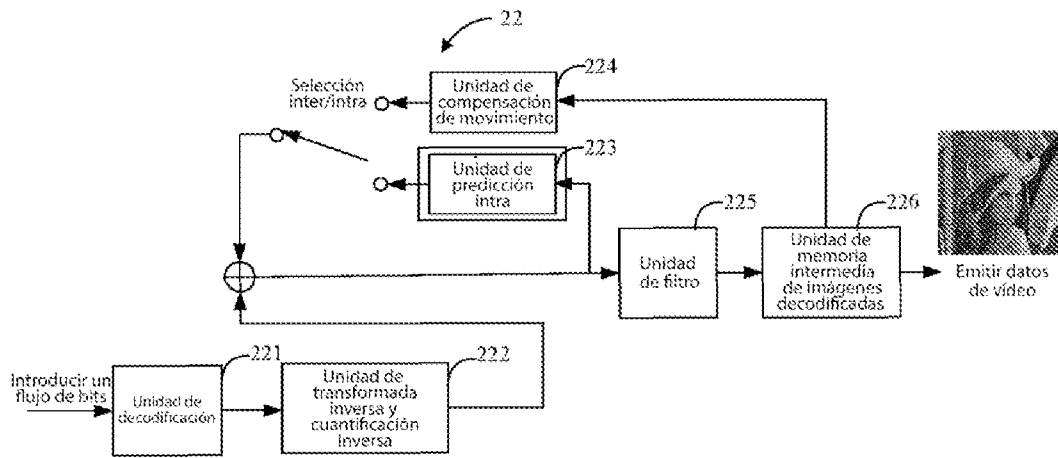 22
224
Selección
inter/intra
Unidad de
compensación
de movimiento
223
Unidad de
predicción
intra
225
226
Unidad
de filtro
Unidad de
memoria
intermedia
de imágenes
decodificadas
Emitir datos
de vídeo
221
222
Introducir un
flujo de bits
Unidad de
decodificación
Unidad de
transformada
inversa y
cuantificación
inversa